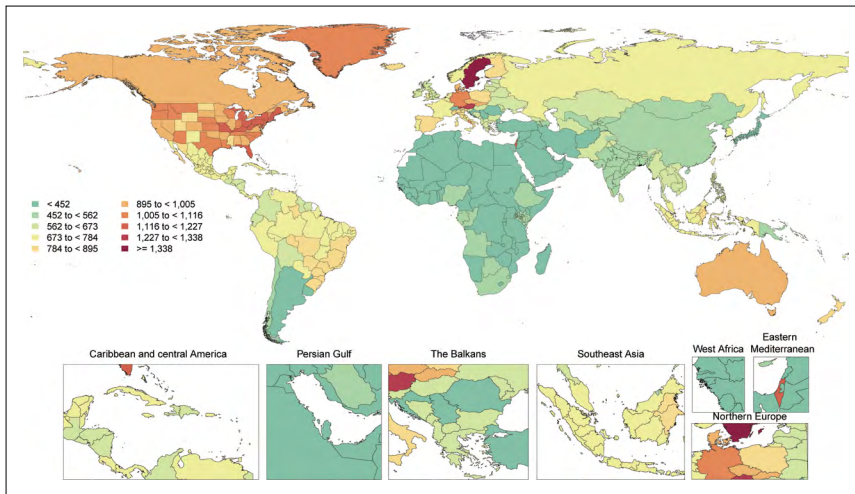 < 452
452 to < 562
562 to < 673
673 to < 784
784 to < 895
895 to < 1,005
1,005 to < 1,116
1,116 to < 1,227
1,227 to < 1,338
>= 1,338
Caribbean and central America
Persian Gulf
The Balkans
Southeast Asia
West Africa
Eastern
Mediterranean
Northern Europe